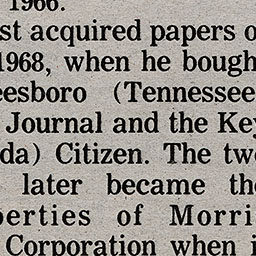 1966.
st acquired papers o
1968, when he bough
eesboro (Tennessee
Journal and the Key
da) Citizen. The two
later became th
perties of Morri
Corporation when i